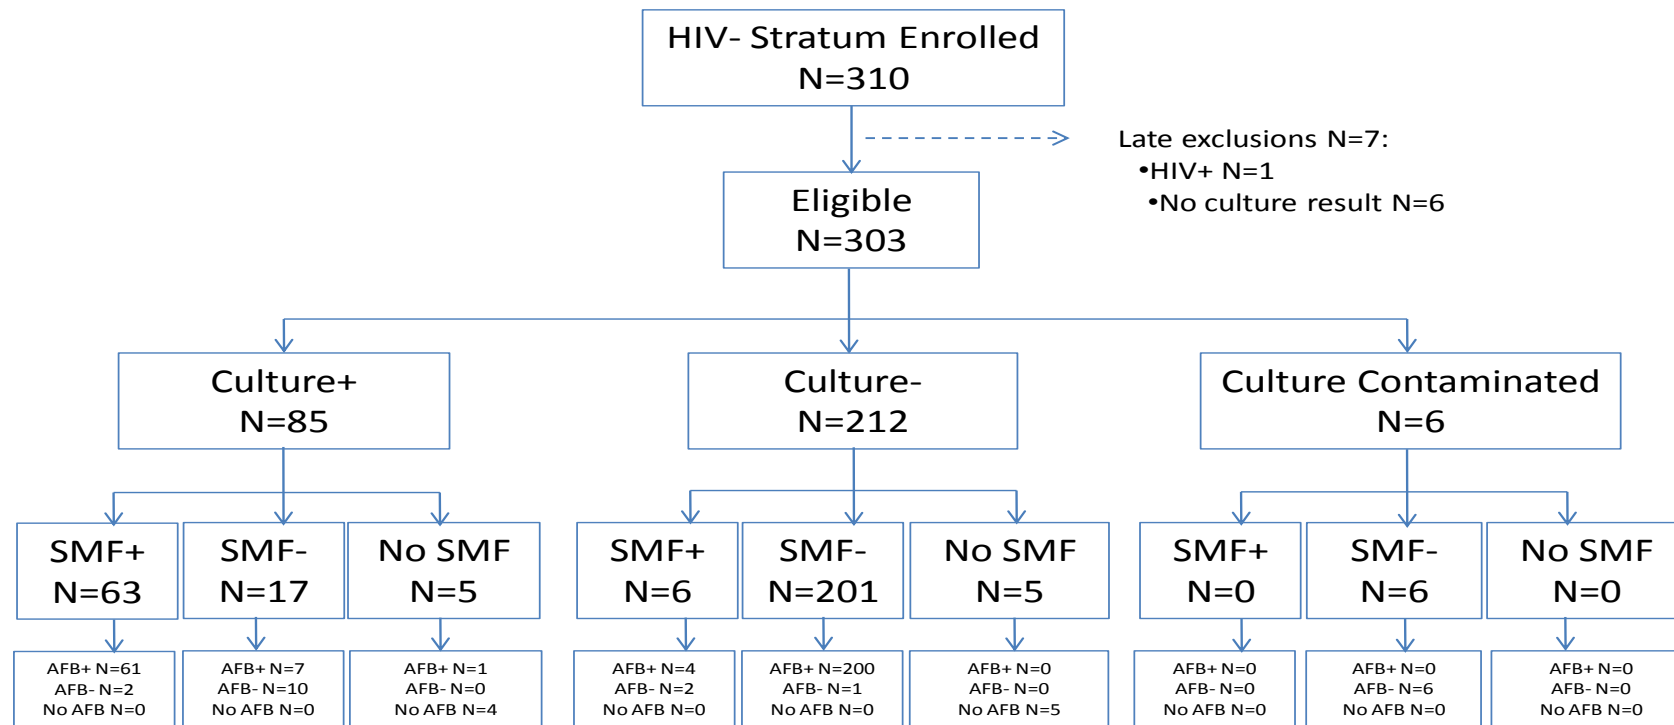 HIV- Stratum Enrolled
N=310
Late exclusions N=7:
•HIV+ N=1
•No culture result N=6
Eligible
N=303
Culture+
N=85
Culture-
N=212
Culture Contaminated
N=6
SMF+
N=63
SMF-
N=17
No SMF
N=5
SMF+
N=6
SMF-
N=201
No SMF
N=5
SMF+
N=0
SMF-
N=6
No SMF
N=0
AFB+ N=61
AFB- N=2
No AFB N=0
AFB+ N=7
AFB- N=10
No AFB N=0
AFB+ N=1
AFB- N=0
No AFB N=4
AFB+ N=4
AFB- N=2
No AFB N=0
AFB+ N=200
AFB- N=1
No AFB N=0
AFB+ N=0
AFB- N=0
No AFB N=5
AFB+ N=0
AFB- N=0
No AFB N=0
AFB+ N=0
AFB- N=6
No AFB N=0
AFB+ N=0
AFB- N=0
No AFB N=0